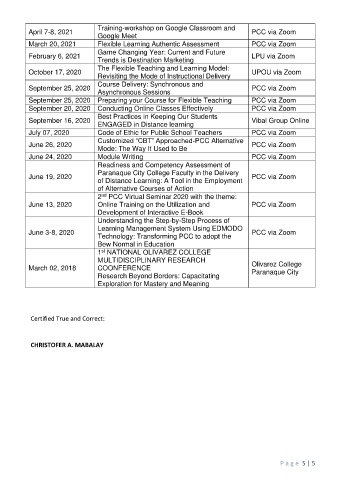 April 7-8, 2021 Training-workshop on Google Classroom and PCC via Zoom
Google Meet
March 20, 2021 Flexible Learning Authentic Assessment PCC via Zoom
February 6, 2021 Game Changing Year: Current and Future LPU via Zoom
Trends is Destination Marketing
October 17, 2020 The Flexible Teaching and Learning Model: UPOU via Zoom
Revisiting the Mode of Instructional Delivery
September 25, 2020 Course Delivery: Synchronous and PCC via Zoom
Asynchronous Sessions
September 25, 2020 Preparing your Course for Flexible Teaching PCC via Zoom
September 20, 2020 Conducting Online Classes Effectively PCC via Zoom
September 16, 2020 Best Practices in Keeping Our Students Vibal Group Online
ENGAGED in Distance learning
July 07, 2020 Code of Ethic for Public School Teachers PCC via Zoom
June 26, 2020 Customized "CBT" Approached-PCC Alternative PCC via Zoom
Mode: The Way It Used to Be
June 24, 2020 Module Writing PCC via Zoom
June 19, 2020 Readiness and Competency Assessment of PCC via Zoom
Paranaque City College Faculty in the Delivery
of Distance Learning: A Tool in the Employment
of Alternative Courses of Action
June 13, 2020 2nd PCC Virtual Seminar 2020 with the theme: PCC via Zoom
Online Training on the Utilization and
Development of Interactive E-Book
June 3-8, 2020 Understanding the Step-by-Step Process of PCC via Zoom
Learning Management System Using EDMODO
Technology: Transforming PCC to adopt the
Bew Normal in Education
March 02, 2018 1st NATIONAL OLIVAREZ COLLEGE Olivarez College
MULTIDISCIPLINARY RESEARCH Paranaque City
COONFERENCE
Research Beyond Borders: Capacitating
Exploration for Mastery and Meaning
Certified True and Correct:
CHRISTOFER A. MABALAY
Page 5 | 5